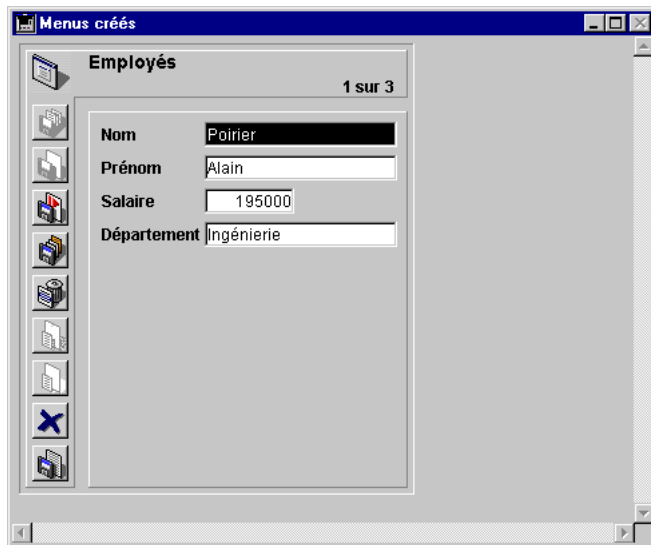 Menus créés
Employés
1 sur 3
Nom Poirier
Prénom Alain
Salaire 195000
Département Ingénierie